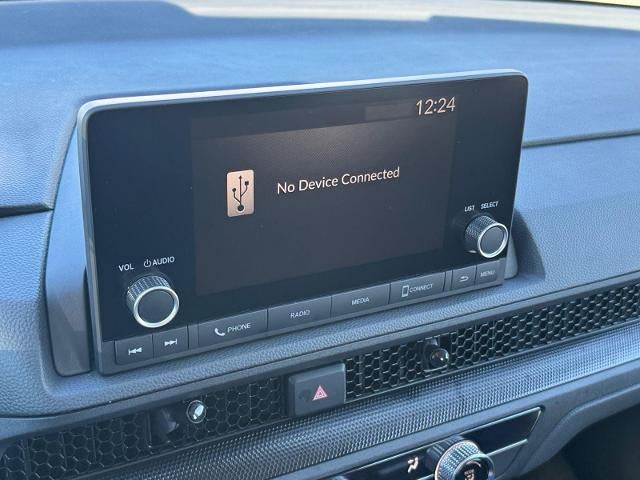 12:24
No Device Connected
LIST SELECT
VOL AUDIO
PHONE RADIO MEDIA CONNECT MENU